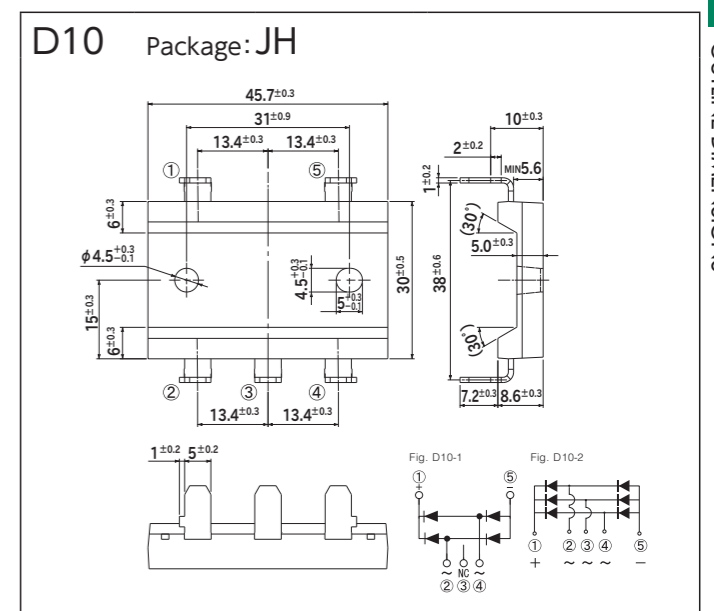 D10 Package: JH
45.7±0.3
31±0.9
13.4±0.3 13.4±0.3
① ⑤
6±0.3
φ4.5+0.3−0.1
15±0.3
6±0.3
4.5+0.3−0.1
5+0.3−0.1
30±0.5
② ③ ④
13.4±0.3 13.4±0.3
10±0.3
2±0.2
MIN5.6
1±0.2
(30°)
5.0±0.3
38±0.6
(30°)
7.2±0.3 8.6±0.3
1±0.2 5±0.2
Fig. D10-1
① ⑤
+ −
~ NC ~
② ③ ④
Fig. D10-2
① ② ③ ④ ⑤
+ ~ ~ ~ −